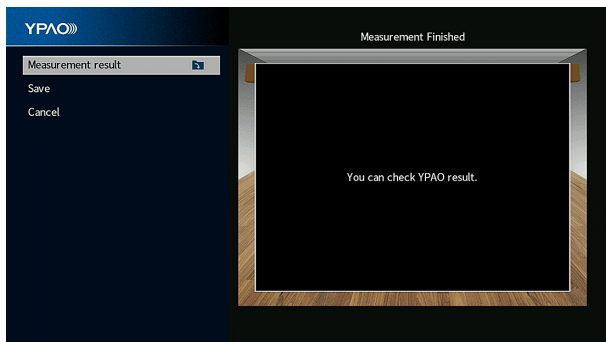 YPAO
Measurement Finished
Measurement result
Save
Cancel
You can check YPAO result.